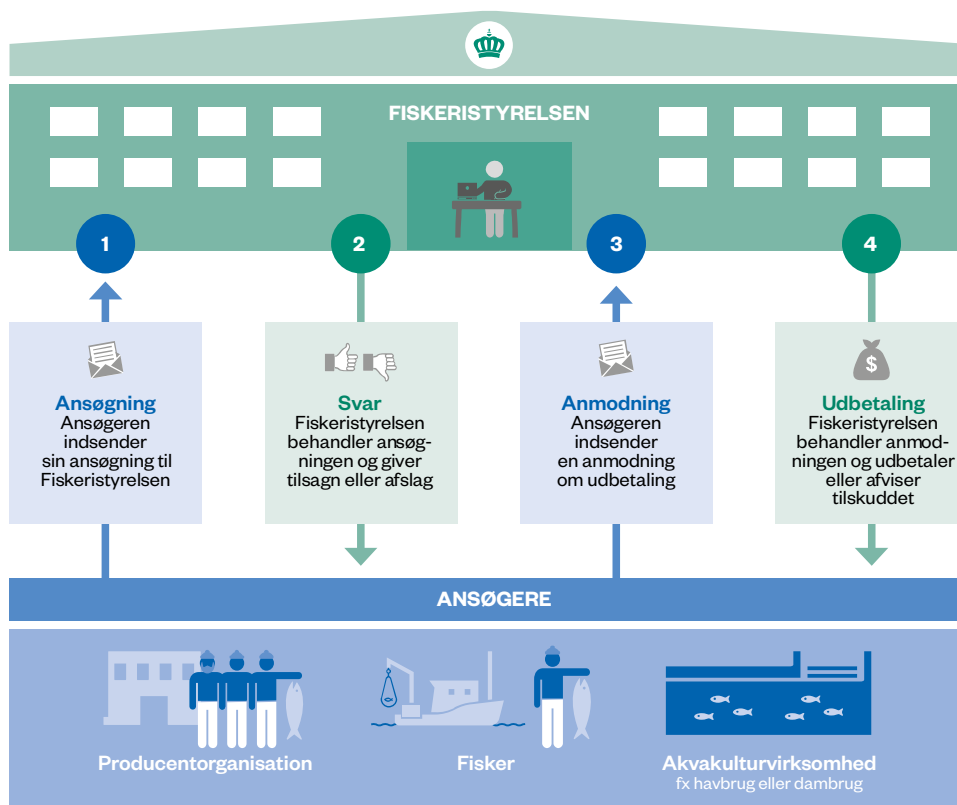 FISKERISTYRELSEN
1
2
3
4
Ansøgning
Ansøgeren
indsender
sin ansøgning til
Fiskeristyrelsen
Svar
Fiskeristyrelsen
behandler ansøg-
ningen og giver
tilsagn eller afslag
Anmodning
Ansøgeren
indsender
en anmodning
om udbetaling
$
Udbetaling
Fiskeristyrelsen
behandler anmod-
ningen og udbetaler
eller afviser
tilskuddet
ANSØGERE
Producentorganisation
Fisker
Akvakulturvirksomhed
fx havbrug eller dambrug